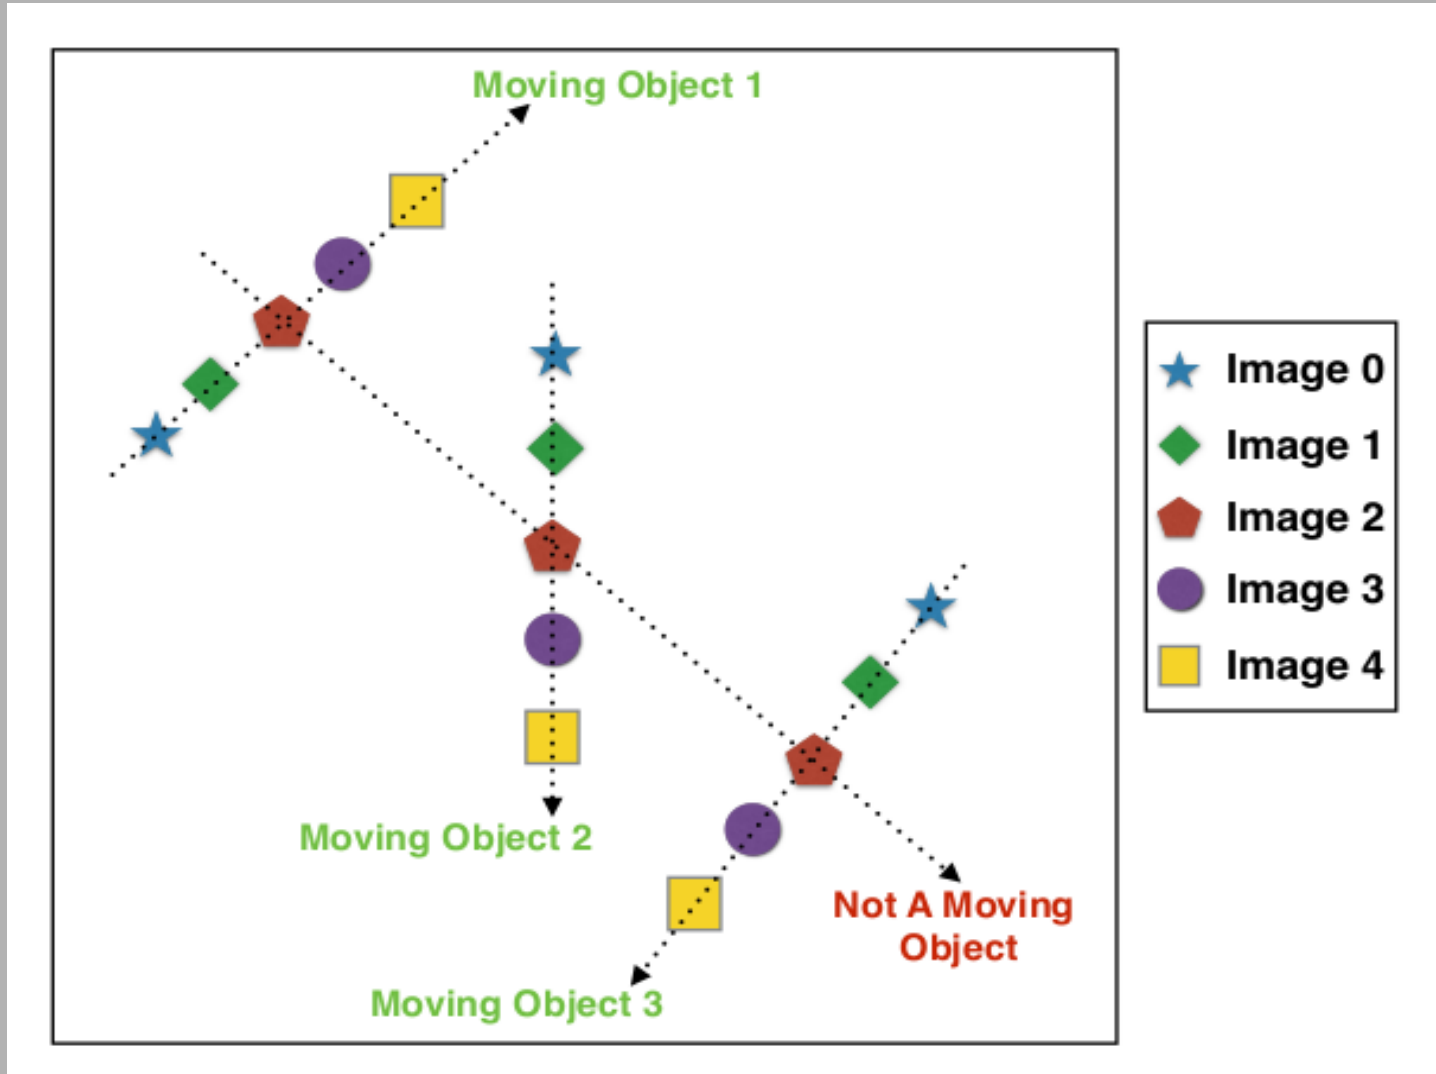 Moving Object 1
Image 0
Image 1
Image 2
Image 3
Image 4
Moving Object 2
Not A Moving
Object
Moving Object 3